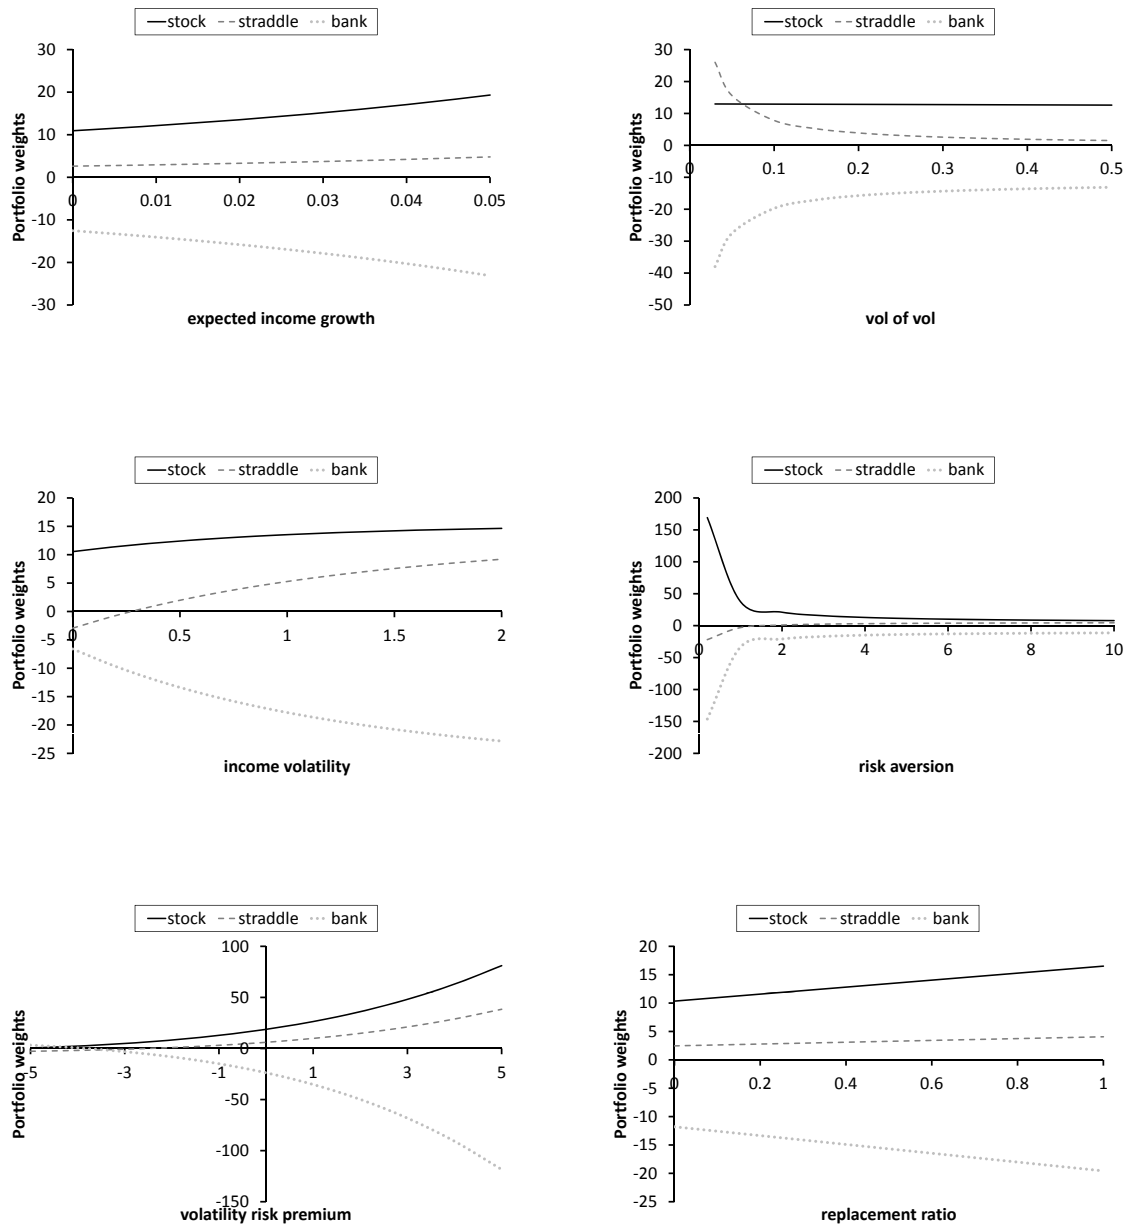 stock straddle bank
30
20
10
0
-10
-20
-30
0 0.01 0.02 0.03 0.04 0.05
Portfolio weights
expected income growth
stock straddle bank
30
20
10
0
-10
-20
-30
-40
-50
0 0.1 0.2 0.3 0.4 0.5
Portfolio weights
vol of vol
stock straddle bank
20
15
10
5
0
-5
-10
-15
-20
-25
0 0.5 1 1.5 2
Portfolio weights
income volatility
stock straddle bank
200
150
100
50
0
-50
-100
-150
-200
0 2 4 6 8 10
Portfolio weights
risk aversion
stock straddle bank
100
50
0
-50
-100
-150
-5 -3 -1 1 3 5
Portfolio weights
volatility risk premium
stock straddle bank
20
15
10
5
0
-5
-10
-15
-20
-25
0 0.2 0.4 0.6 0.8 1
Portfolio weights
replacement ratio